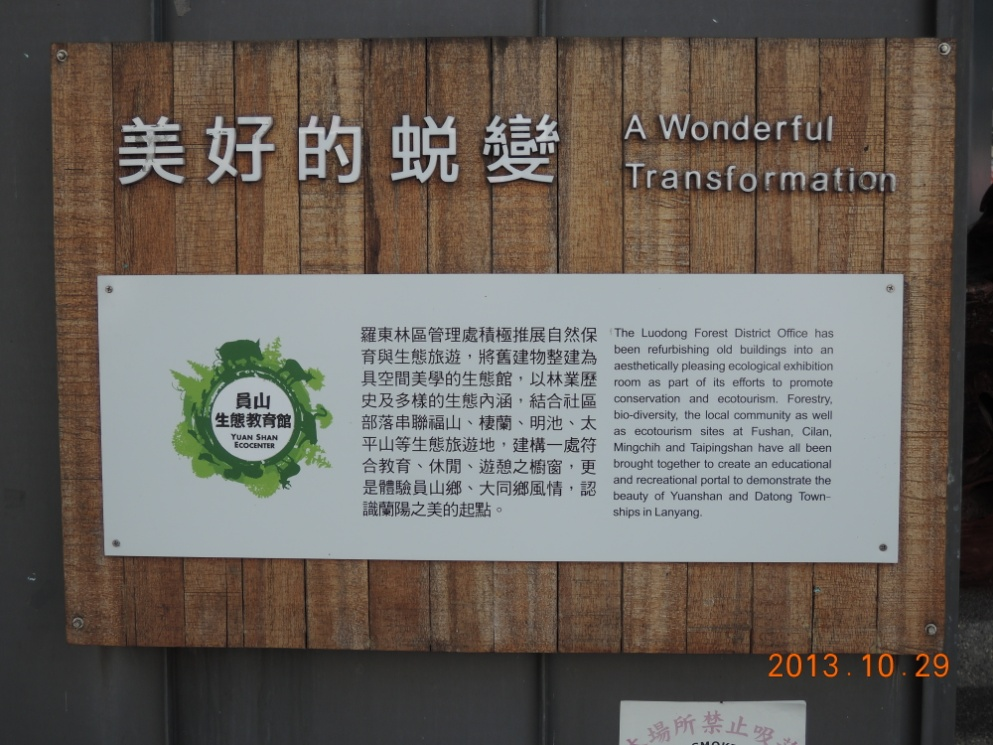 美好的蛻變
A Wonderful
Transformation
員山
生態教育館
YUAN SHAN
ECOCENTER
羅東林區管理處積極推展自然保
育與生態旅遊，將舊建物整建為
具空間美學的生態館，以林業歷
史及多樣的生態內涵，結合社區
部落串聯福山、棲蘭、明池、太
平山等生態旅遊地，建構一處符
合教育、休閒、遊憩之櫥窗，更
是體驗員山鄉、大同鄉風情，認
識蘭陽之美的起點。
The Luodong Forest District Office has
been refurbishing old buildings into an
aesthetically pleasing ecological exhibition
room as part of its efforts to promote
conservation and ecotourism. Forestry,
bio-diversity, the local community as well
as ecotourism sites at Fushan, Cilan,
Mingchih and Taipingshan have all been
brought together to create an educational
and recreational portal to demonstrate the
beauty of Yuanshan and Datong Town-
ships in Lanyang.
2013.10.29
場所禁止吸